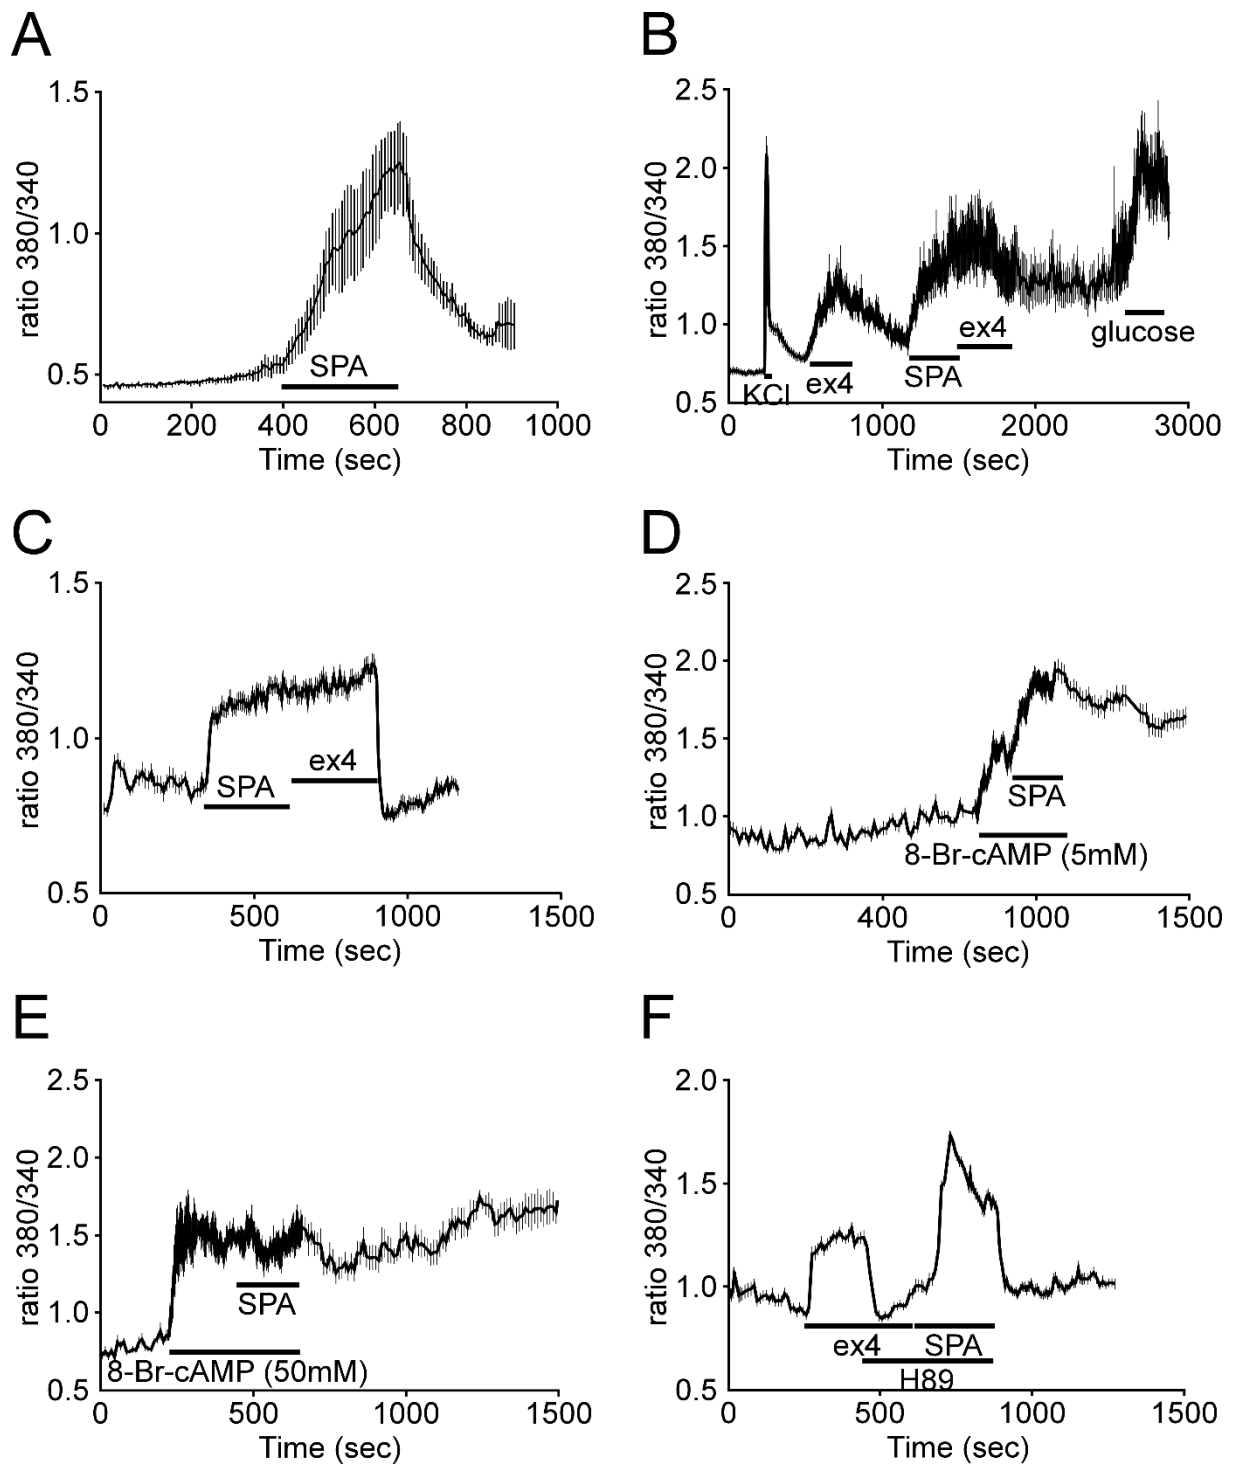 A
ratio 380/340
1.5
1.0
0.5
SPA
0 200 400 600 800 1000
Time (sec)
B
ratio 380/340
2.5
2.0
1.5
1.0
0.5
KCl
ex4
SPA
ex4
glucose
0 1000 2000 3000
Time (sec)
C
ratio 380/340
1.5
1.0
0.5
SPA
ex4
0 500 1000 1500
Time (sec)
D
ratio 380/340
2.5
2.0
1.5
1.0
0.5
SPA
8-Br-cAMP (5mM)
0 400 1000 1500
Time (sec)
E
ratio 380/340
2.5
2.0
1.5
1.0
0.5
SPA
8-Br-cAMP (50mM)
0 500 1000 1500
Time (sec)
F
ratio 380/340
2.0
1.5
1.0
0.5
ex4
SPA
H89
0 500 1000 1500
Time (sec)